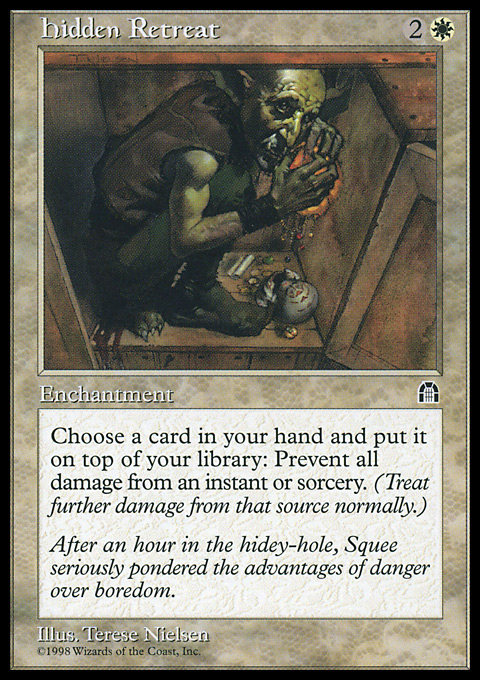 Hidden Retreat 2
T. Nielsen
Enchantment
Choose a card in your hand and put it
on top of your library: Prevent all
damage from an instant or sorcery. (Treat
further damage from that source normally.)
After an hour in the hidey-hole, Squee
seriously pondered the advantages of danger
over boredom.
Illus. Terese Nielsen
©1998 Wizards of the Coast, Inc.